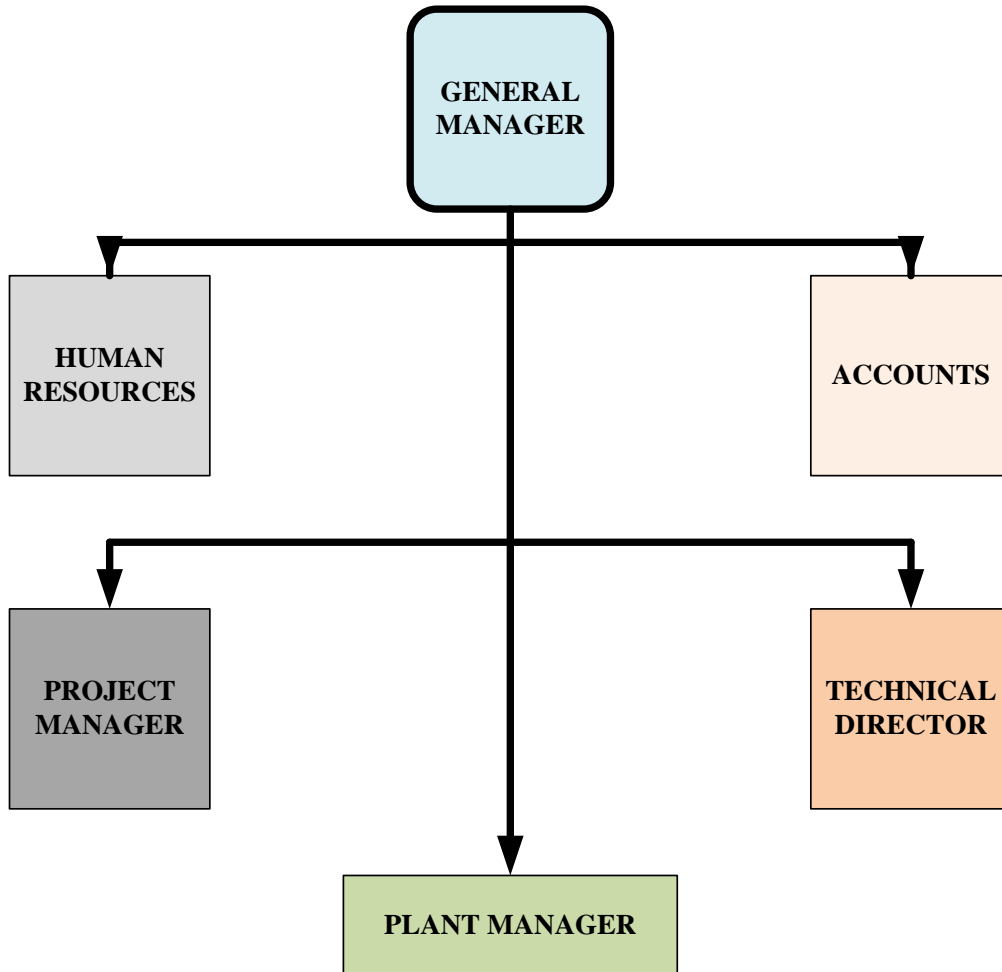 GENERAL
MANAGER
HUMAN
RESOURCES
ACCOUNTS
PROJECT
MANAGER
TECHNICAL
DIRECTOR
PLANT MANAGER